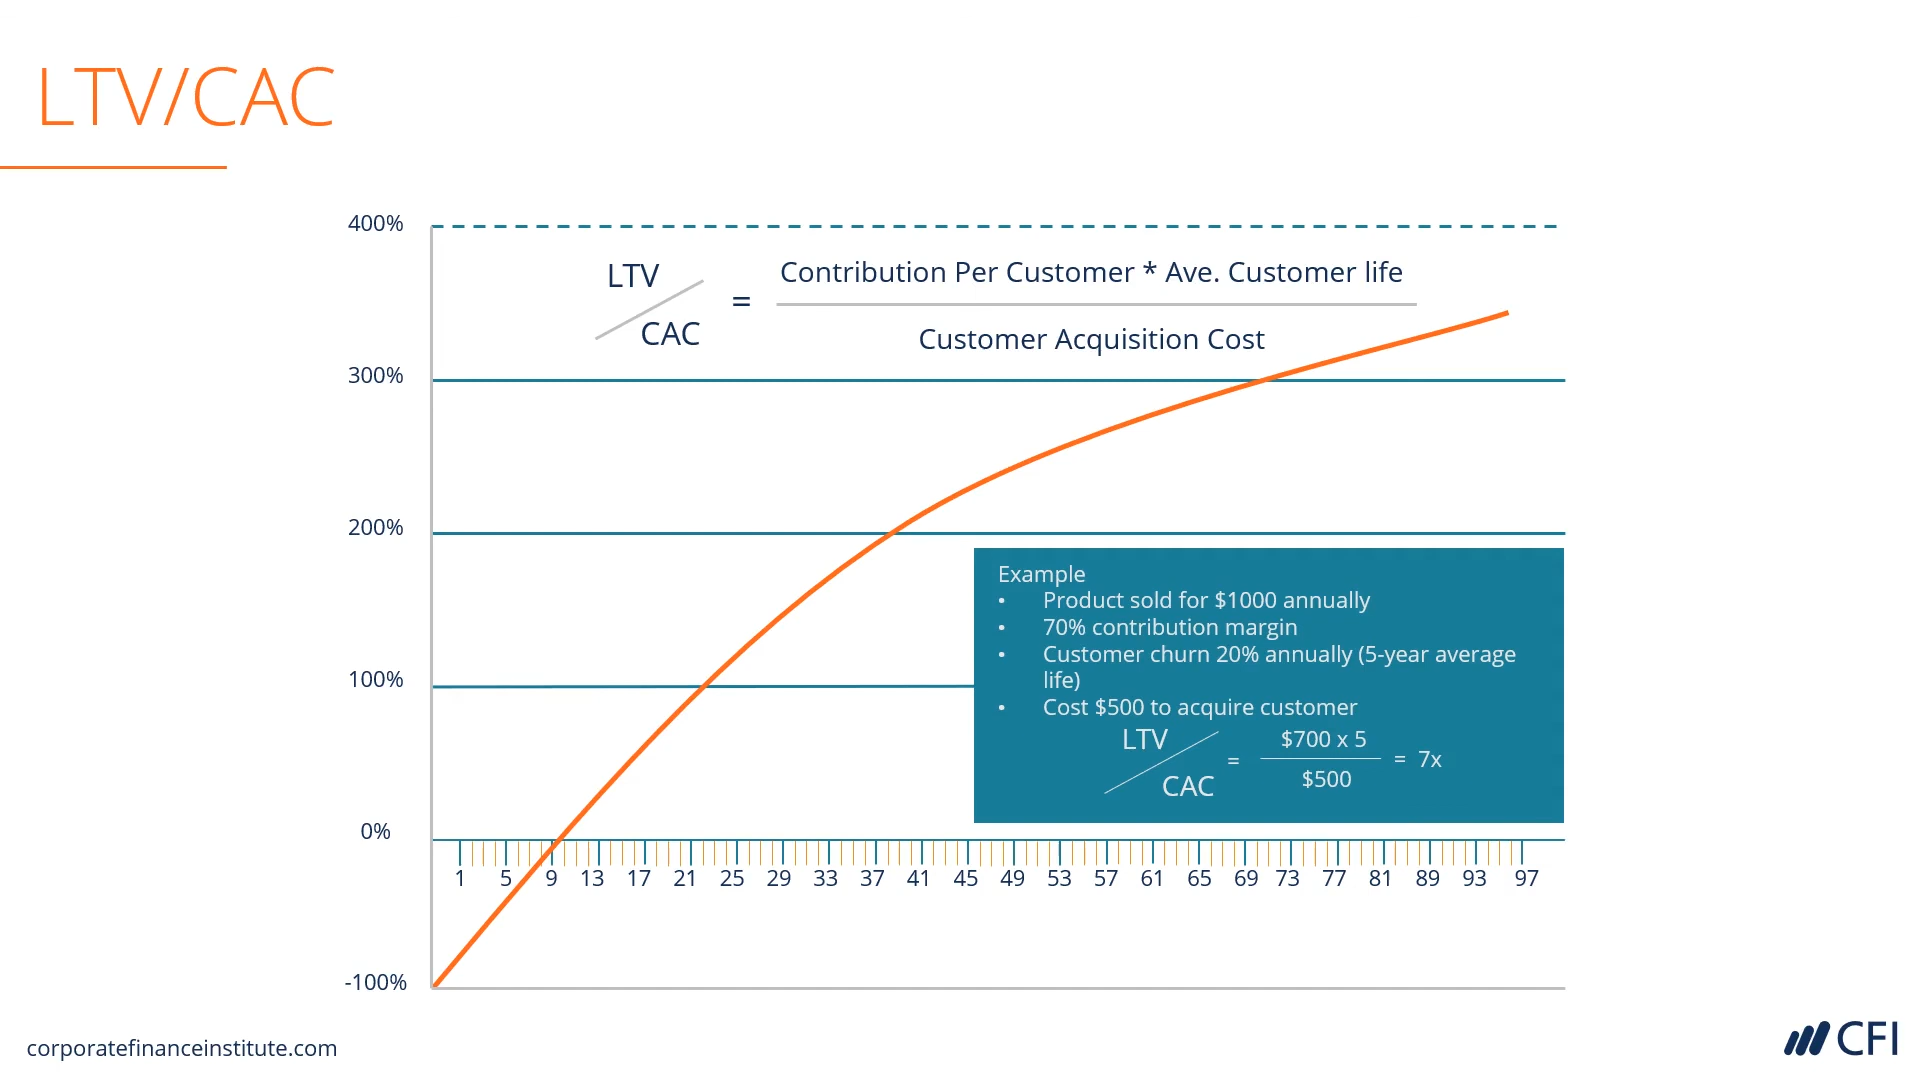 LTV/CAC
400%
LTV
CAC
=
Contribution Per Customer * Ave. Customer life
Customer Acquisition Cost
300%
200%
100%
0%
-100%
Example
• Product sold for $1000 annually
• 70% contribution margin
• Customer churn 20% annually (5-year average
life)
• Cost $500 to acquire customer
LTV
CAC
=
$700 x 5
$500
= 7x
1 5 9 13 17 21 25 29 33 37 41 45 49 53 57 61 65 69 73 77 81 89 93 97
corporatefinanceinstitute.com
CFI